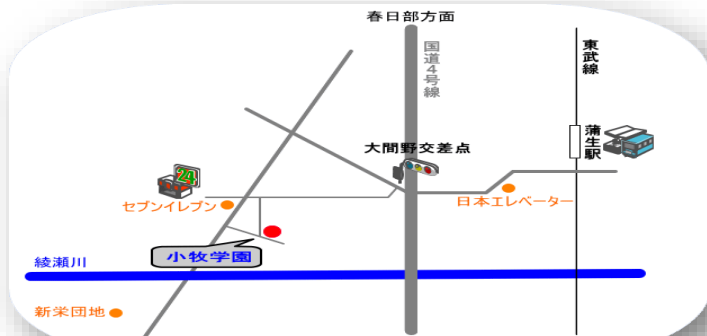 春日部方面
国道4号線
東武線
蒲生駅
大間野交差点
24
セブンイレブン
日本エレベーター
小牧学園
綾瀬川
新栄団地